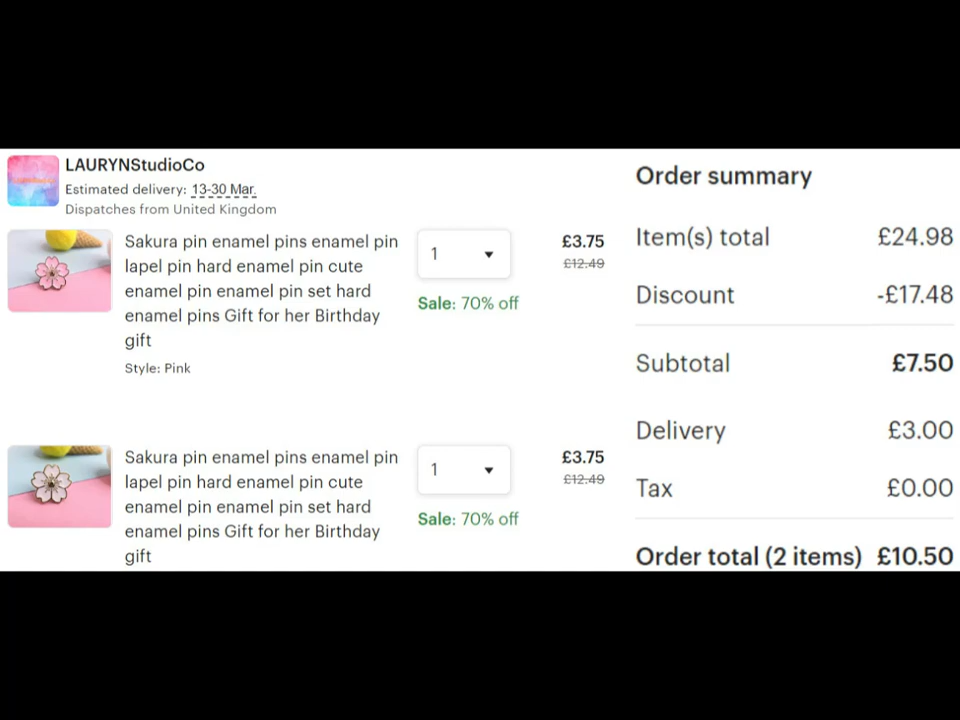 LAURYNStudioCo
Estimated delivery: 13-30 Mar.
Dispatches from United Kingdom
Sakura pin enamel pins enamel pin
lapel pin hard enamel pin cute
enamel pin enamel pin set hard
enamel pins Gift for her Birthday
gift
Style: Pink
1
£3.75
£12.49
Sale: 70% off
Sakura pin enamel pins enamel pin
lapel pin hard enamel pin cute
enamel pin enamel pin set hard
enamel pins Gift for her Birthday
gift
1
£3.75
£12.49
Sale: 70% off
Order summary
Item(s) total £24.98
Discount -£17.48
Subtotal £7.50
Delivery £3.00
Tax £0.00
Order total (2 items) £10.50